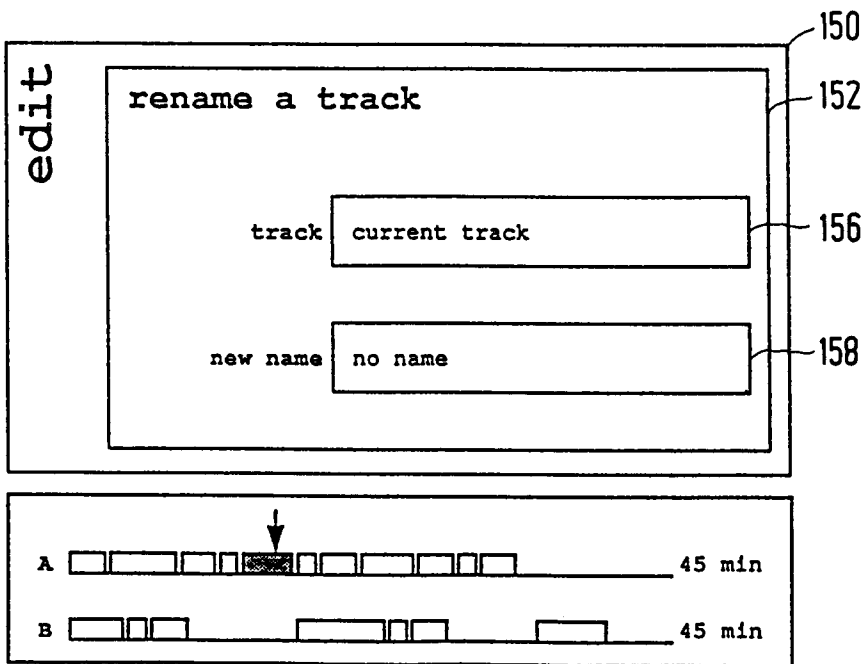 150
edit
rename a track
152
track current track
156
new name no name
158
A 45 min
B 45 min